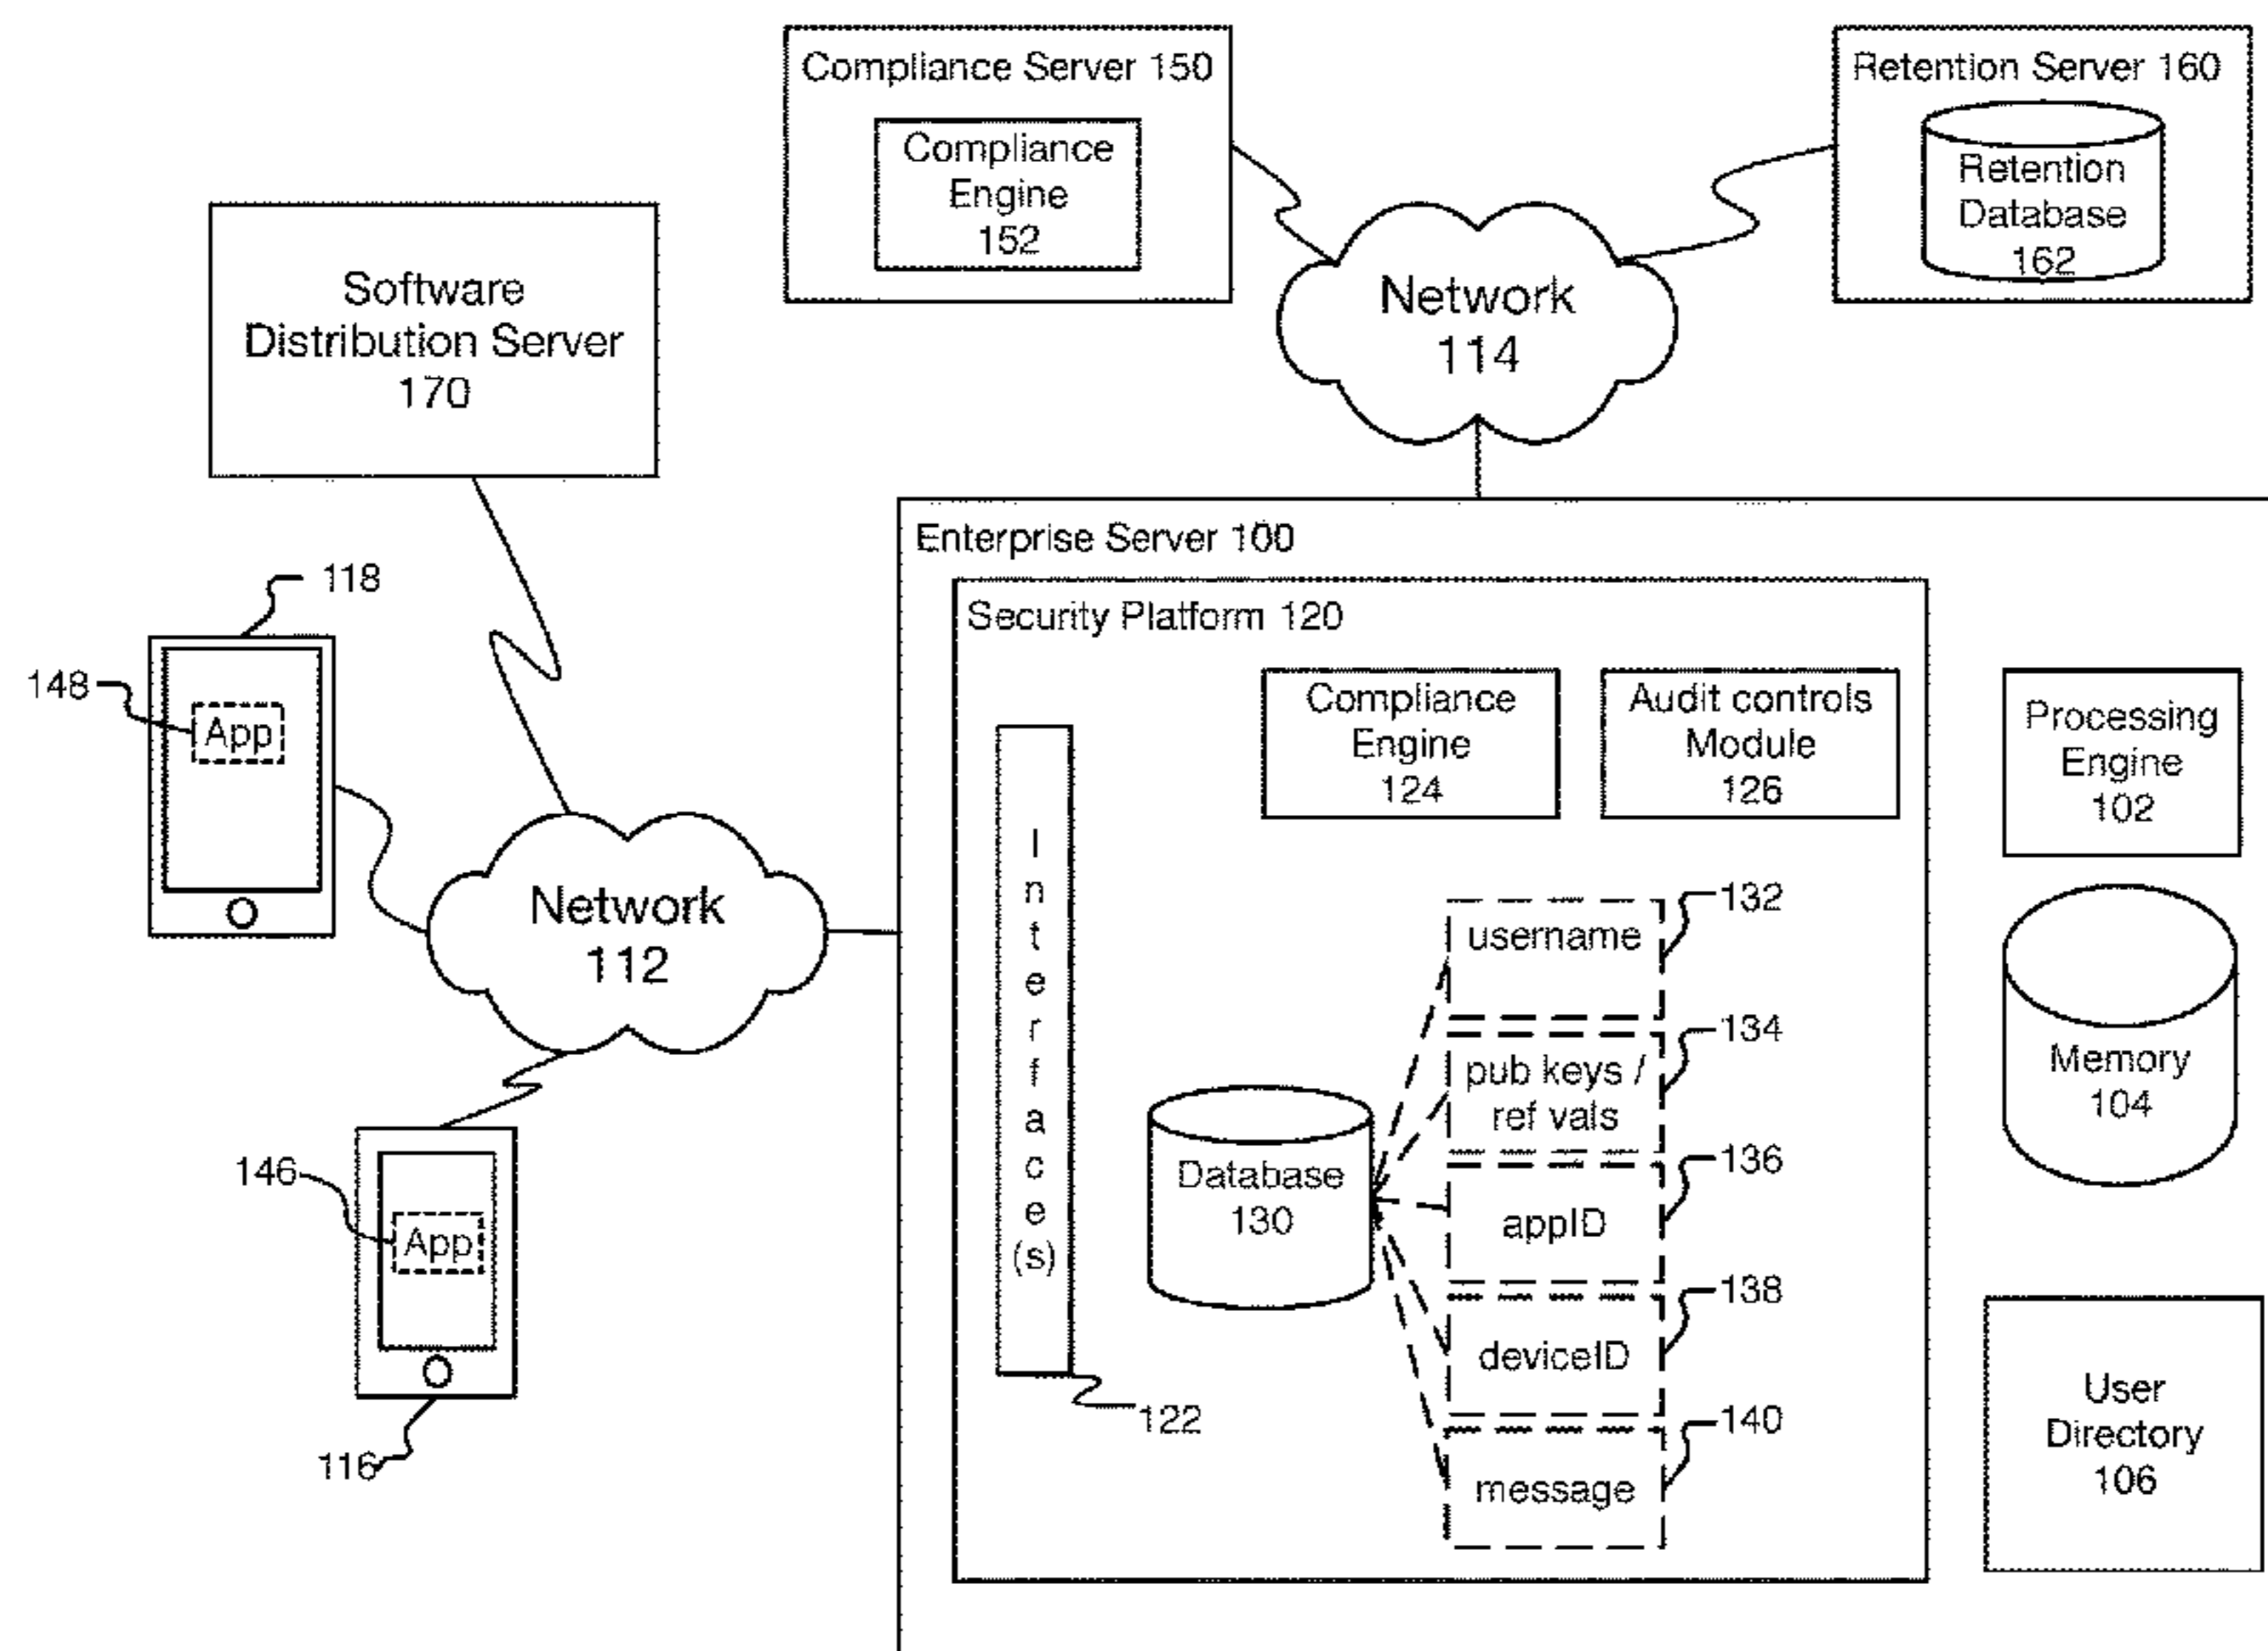 Compliance Server 150
Compliance
Engine
152
Retention Server 160
Retention
Database
162
Software
Distribution Server
170
Network
114
Enterprise Server 100
Security Platform 120
118
148
App
Compliance
Engine
124
Audit controls
Module
126
Processing
Engine
102
Interface(s)
Network
112
132
username
134
pub keys /
ref vals
Memory
104
136
appID
Database
130
146
App
138
deviceID
122
140
message
User
Directory
106
116